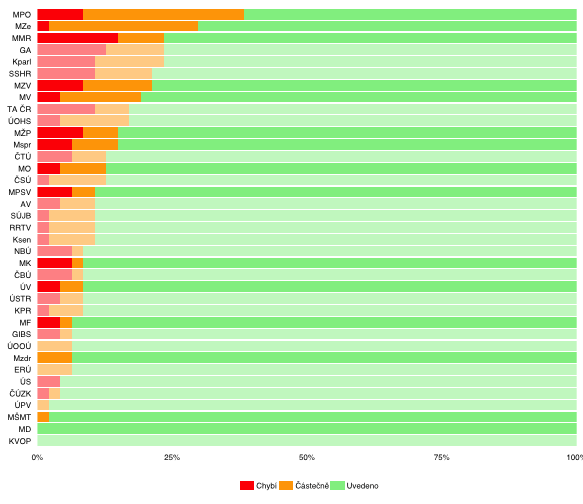 MPO
MZe
MMR
GA
Kparl
SSHR
MZV
MV
TA ČR
ÚOHS
MŽP
Mspr
ČTÚ
MO
ČSÚ
MPSV
AV
SÚJB
RRTV
Ksen
NBÚ
MK
ČBÚ
ÚV
ÚSTR
KPR
MF
GIBS
ÚOOÚ
Mzdr
ERÚ
ÚS
ČÚZK
ÚPV
MŠMT
MD
KVOP
0% 25% 50% 75% 100%
Chybí Částečně Uvedeno